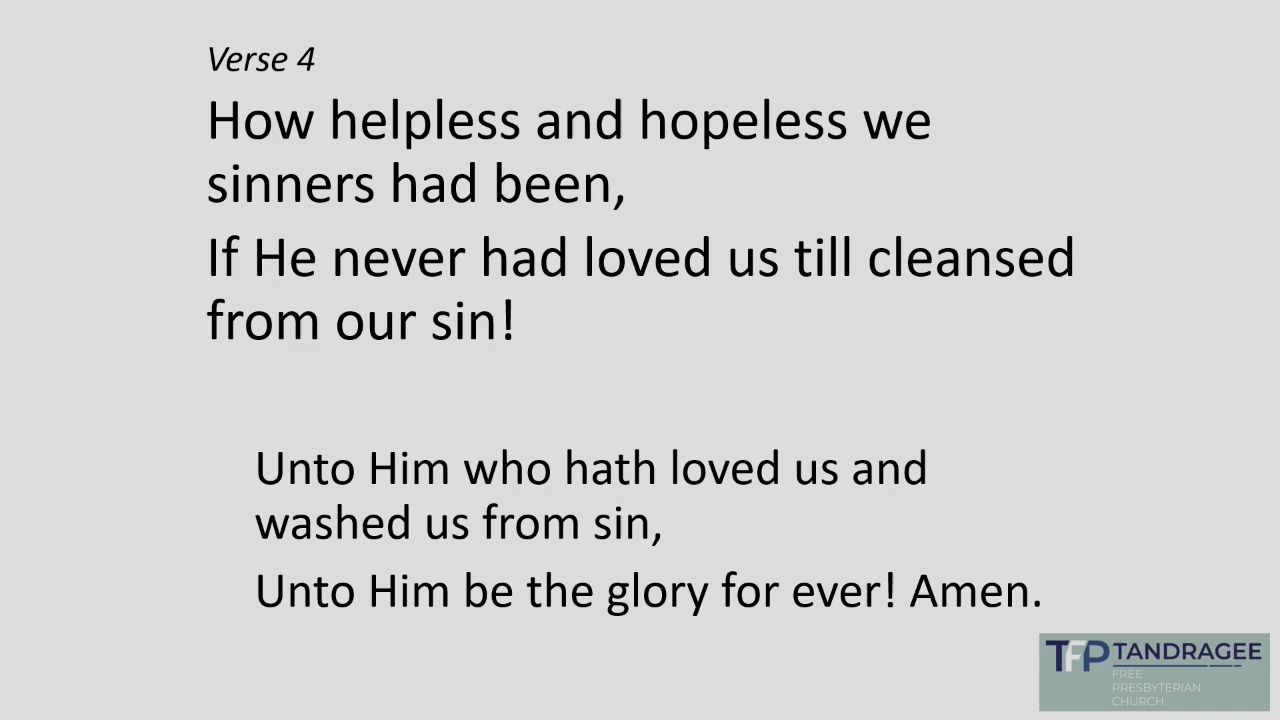 Verse 4
How helpless and hopeless we
sinners had been,
If He never had loved us till cleansed
from our sin!
Unto Him who hath loved us and
washed us from sin,
Unto Him be the glory for ever! Amen.
TFP TANDRAGEE
FREE
PRESBYTERIAN
CHURCH